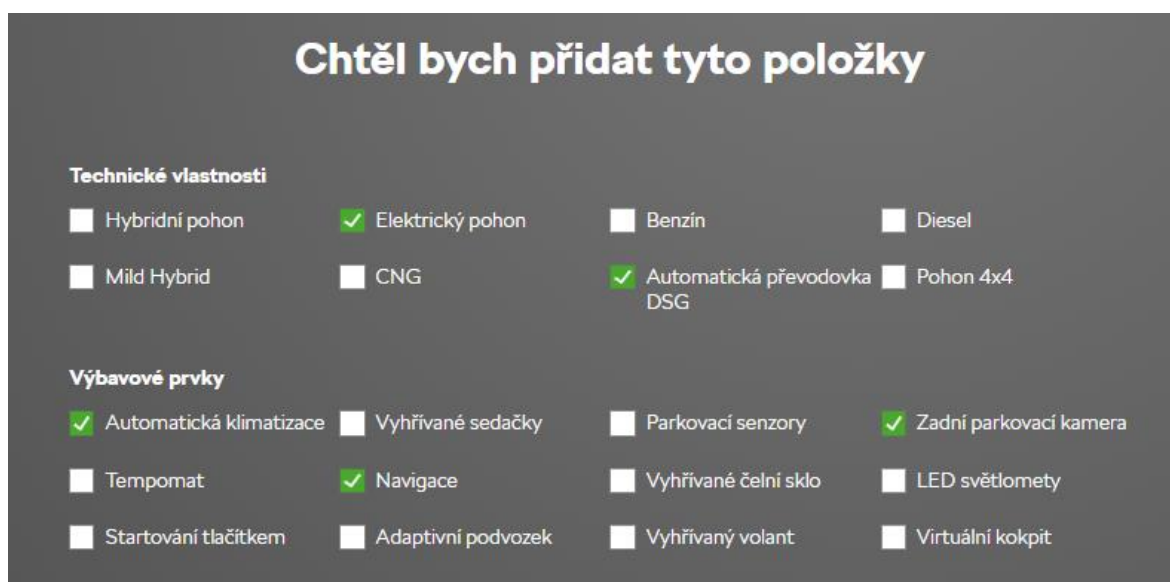 Chtěl bych přidat tyto položky
Technické vlastnosti
Hybridní pohon
Elektrický pohon
Benzín
Diesel
Mild Hybrid
CNG
Automatická převodovka
DSG
Pohon 4x4
Výbavové prvky
Automatická klimatizace
Vyhřívané sedačky
Parkovací senzory
Zadní parkovací kamera
Tempomat
Navigace
Vyhřívané čelní sklo
LED světlomety
Startování tlačítkem
Adaptivní podvozek
Vyhřívaný volant
Virtuální kokpit